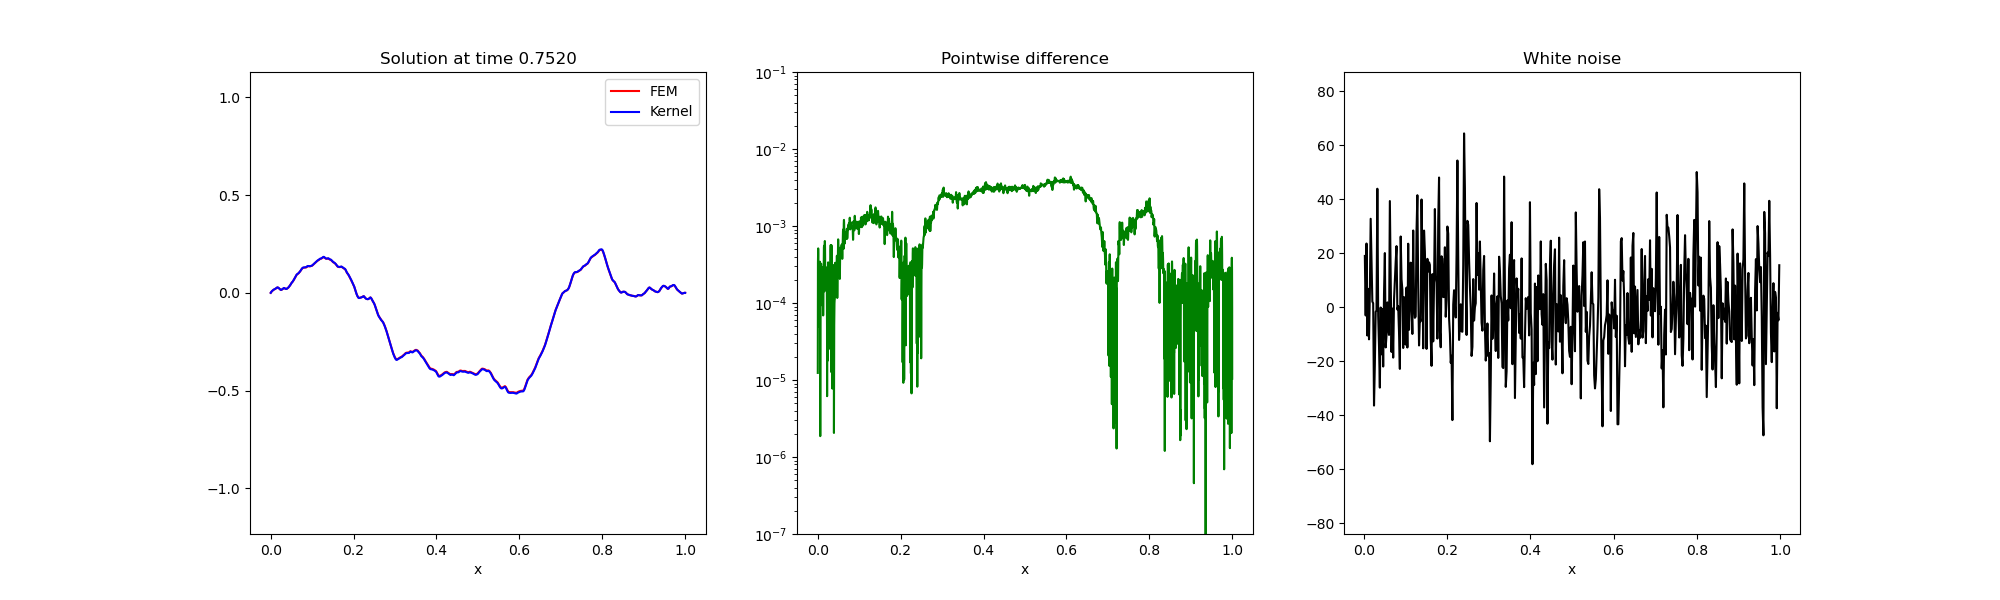 Solution at time 0.7520
FEM
Kernel
1.0
0.5
0.0
−0.5
−1.0
0.0 0.2 0.4 0.6 0.8 1.0
x
Pointwise difference
10⁻¹
10⁻²
10⁻³
10⁻⁴
10⁻⁵
10⁻⁶
10⁻⁷
0.0 0.2 0.4 0.6 0.8 1.0
x
White noise
80
60
40
20
0
−20
−40
−60
−80
0.0 0.2 0.4 0.6 0.8 1.0
x